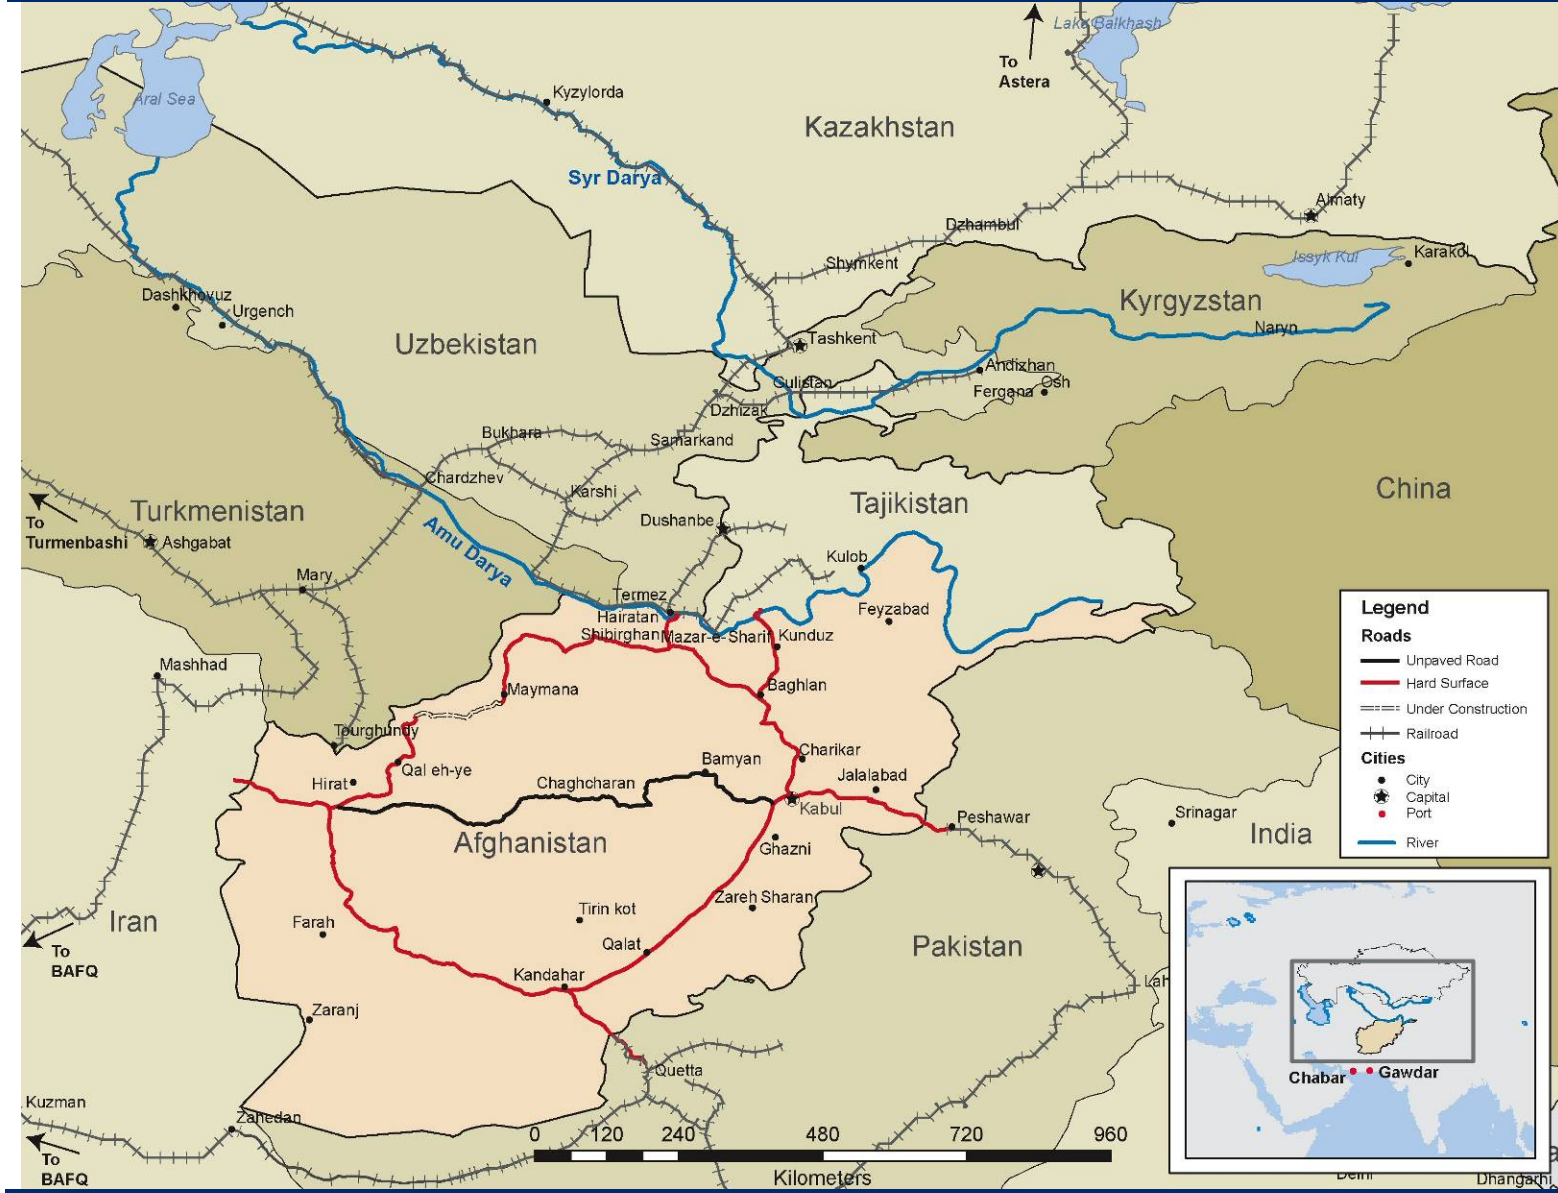 Lake Balkhash
To
Astera
Aral Sea
Kyzylorda
Kazakhstan
Syr Darya
Almaty
Dzhambul
Shymkent
Issyk Kul
Karakol
Dashkhovuz
Urgench
Kyrgyzstan
Naryn
Uzbekistan
Tashkent
Andizhan
Gulistan
Fergana
Osh
Dzhizak
Bukhara
Samarkand
Chardzhev
Karshi
China
Turkmenistan
Tajikistan
To
Turmenbashi
Ashgabat
Amu Darya
Dushanbe
Kulob
Mary
Termez
Hairatan
Feyzabad
Shibirghan
Mazar-e-Sharif
Kunduz
Mashhad
Maymana
Baghlan
Tourghundy
Charikar
Qal eh-ye
Bamyan
Jalalabad
Hirat
Chaghcharan
Kabul
Peshawar
Srinagar
India
Afghanistan
Ghazni
Zareh Sharan
Tirin kot
Farah
Iran
To
BAFQ
Qalat
Pakistan
Kandahar
Lah
Zaranj
Quetta
Kuzman
Zahedan
To
BAFQ
0 120 240 480 720 960
Kilometers
Legend
Roads
Unpaved Road
Hard Surface
Under Construction
Railroad
Cities
City
Capital
Port
River
Chabar
Gawdar
Delhi
Dhangarhi